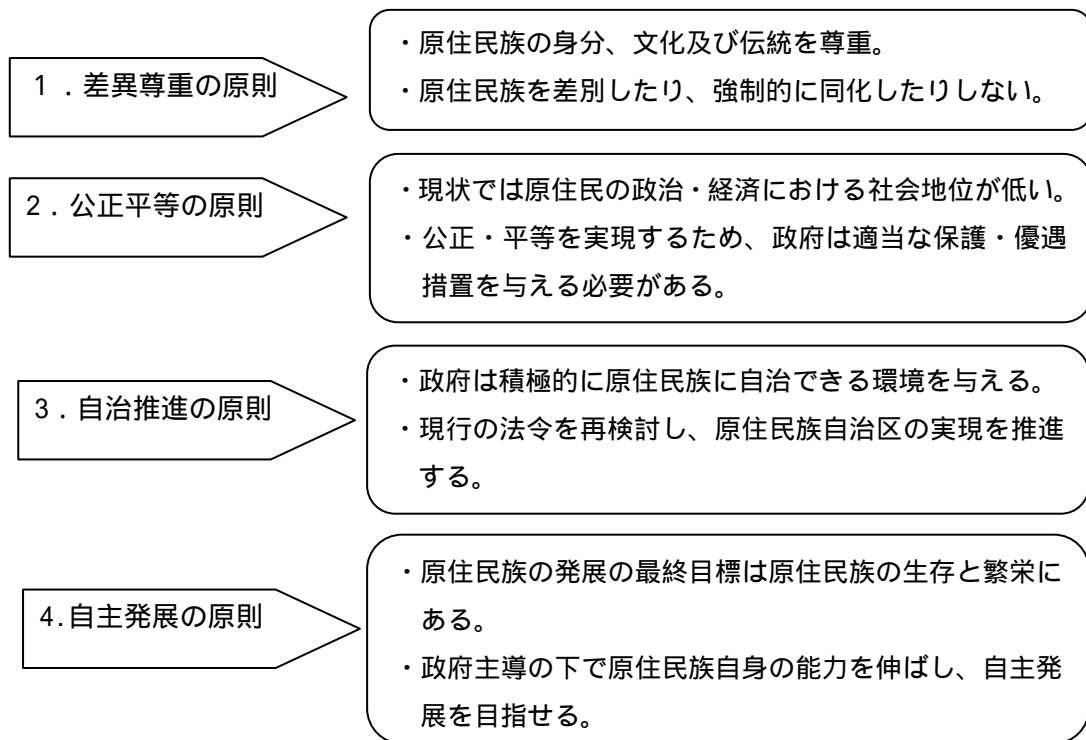 1．差異尊重の原則
・原住民族の身分、文化及び伝統を尊重。
・原住民族を差別したり、強制的に同化したりしない。
2．公正平等の原則
・現状では原住民の政治・経済における社会地位が低い。
・公正・平等を実現するため、政府は適当な保護・優遇
措置を与える必要がある。
3．自治推進の原則
・政府は積極的に原住民族に自治できる環境を与える。
・現行の法令を再検討し、原住民族自治区の実現を推進
する。
4.自主発展の原則
・原住民族の発展の最終目標は原住民族の生存と繁栄に
ある。
・政府主導の下で原住民族自身の能力を伸ばし、自主発
展を目指せる。